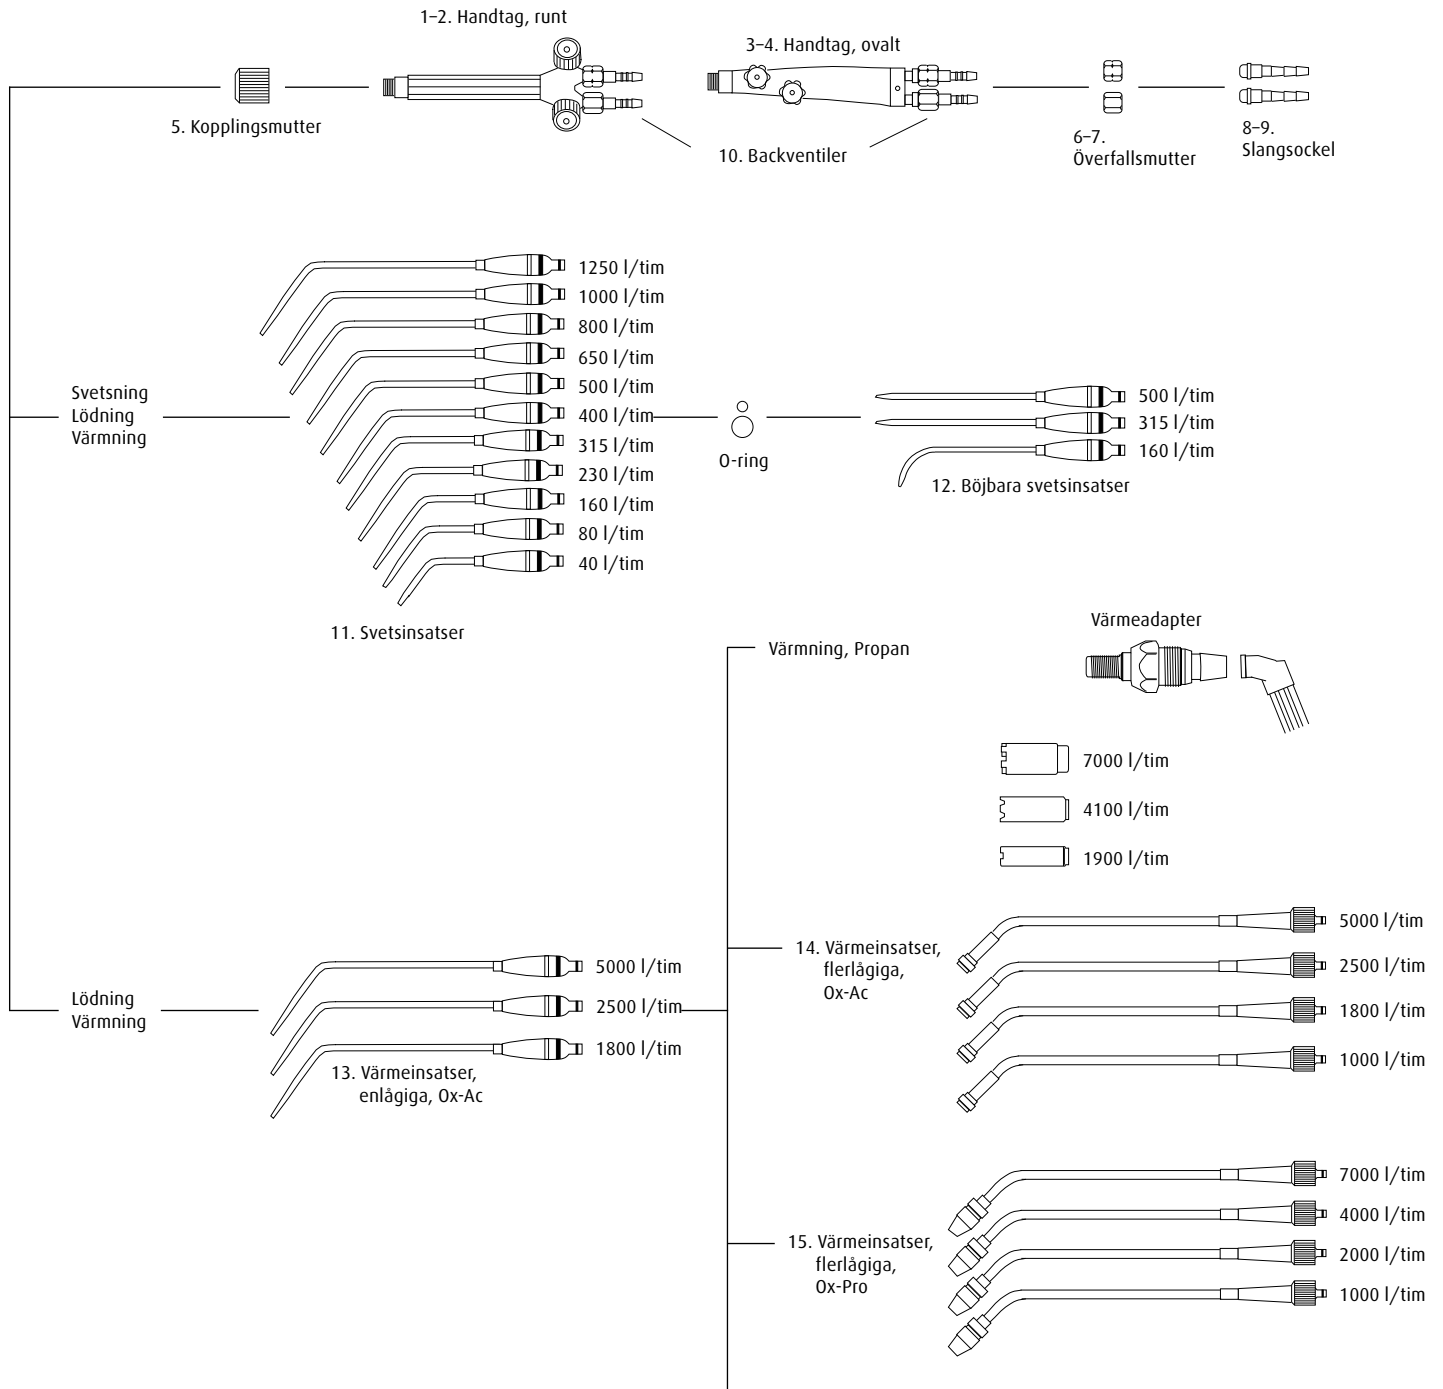 1–2. Handtag, runt
3–4. Handtag, ovalt
5. Kopplingsmutter
10. Backventiler
6–7.
Överfallsmutter
8–9.
Slangsockel
Svetsning
Lödning
Värmning
1250 l/tim
1000 l/tim
800 l/tim
650 l/tim
500 l/tim
400 l/tim
315 l/tim
230 l/tim
160 l/tim
80 l/tim
40 l/tim
11. Svetsinsatser
O-ring
500 l/tim
315 l/tim
160 l/tim
12. Böjbara svetsinsatser
Värmning, Propan
Värmeadapter
7000 l/tim
4100 l/tim
1900 l/tim
Lödning
Värmning
5000 l/tim
2500 l/tim
1800 l/tim
13. Värmeinsatser,
enlågiga, Ox-Ac
14. Värmeinsatser,
flerlågiga,
Ox-Ac
5000 l/tim
2500 l/tim
1800 l/tim
1000 l/tim
15. Värmeinsatser,
flerlågiga,
Ox-Pro
7000 l/tim
4000 l/tim
2000 l/tim
1000 l/tim